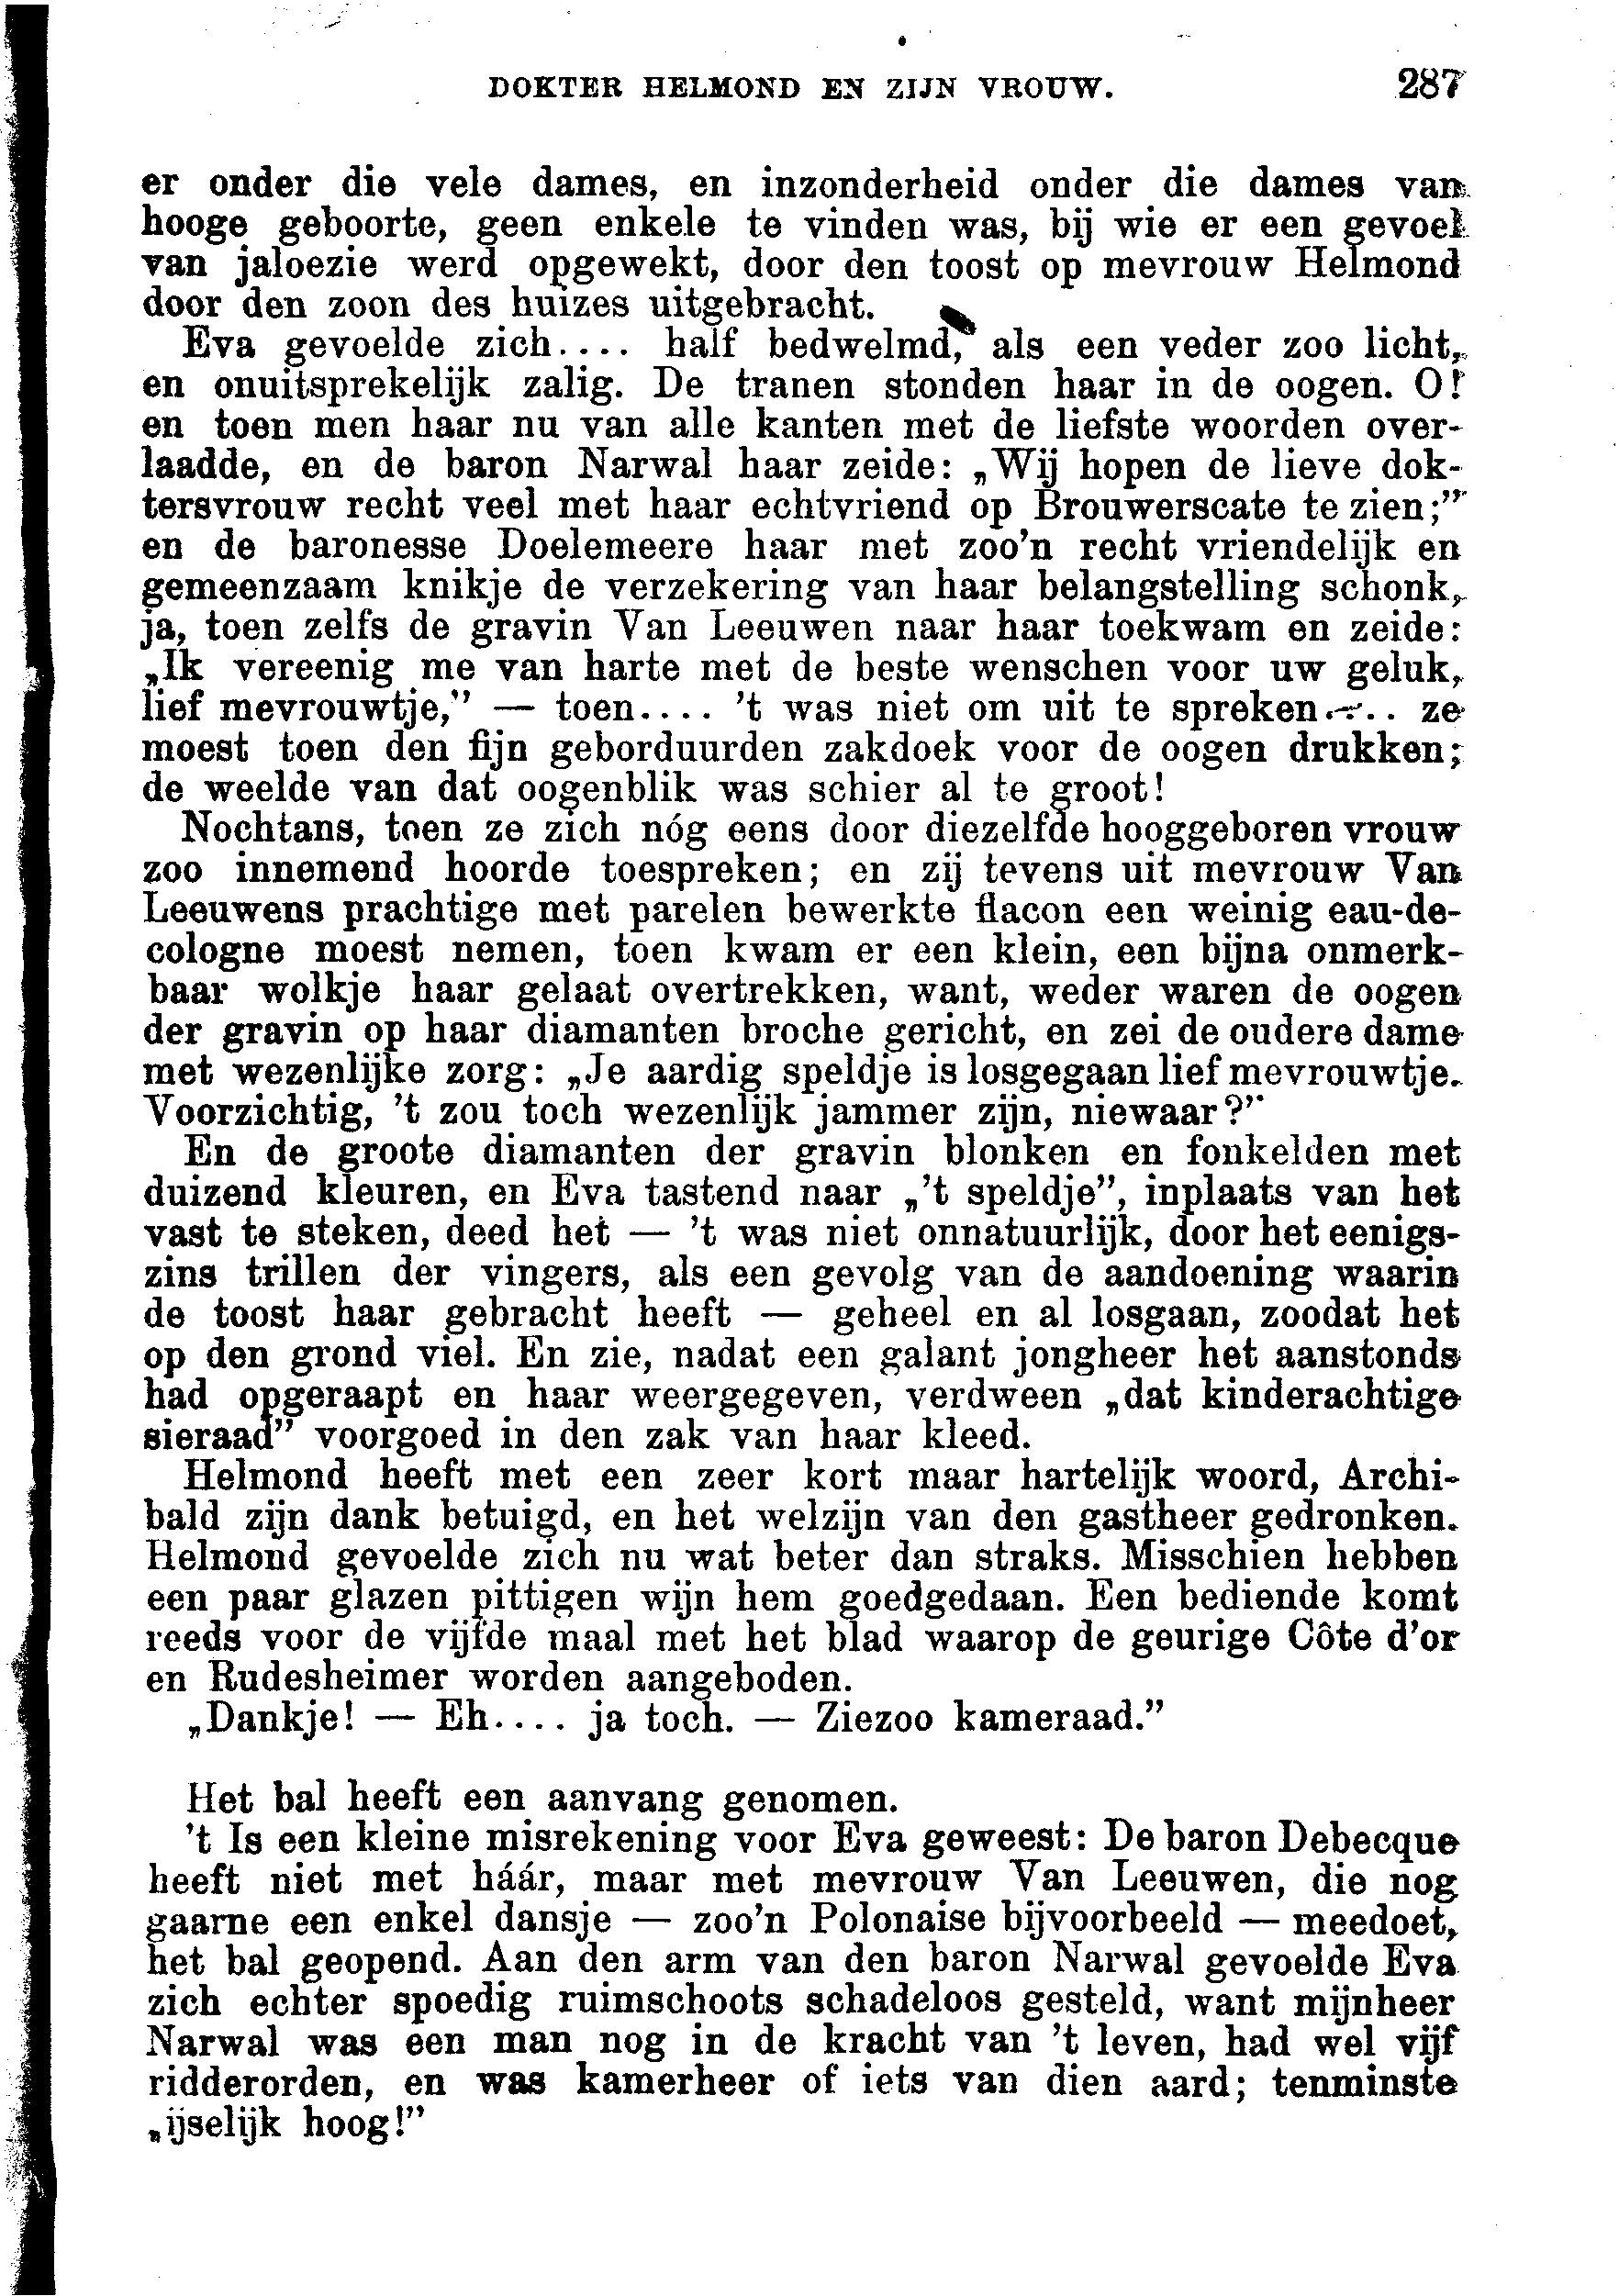 DOKTER HELMOND EN ZIJN VROUW. 287
er onder die vele dames, en inzonderheid onder die dames van
hooge geboorte, geen enkele te vinden was, bij wie er een gevoel
van jaloezie werd opgewekt, door den toost op mevrouw Helmond
door den zoon des huizes uitgebracht.
Eva gevoelde zich.... half bedwelmd, als een veder zoo licht,
en onuitsprekelijk zalig. De tranen stonden haar in de oogen. O!
en toen men haar nu van alle kanten met de liefste woorden over-
laadde, en de baron Narwal haar zeide: „Wij hopen de lieve dok-
tersvrouw recht veel met haar echtvriend op Brouwerscate te zien;”
en de baronesse Doelemeere haar met zoo'n recht vriendelijk en
gemeenzaam knikje de verzekering van haar belangstelling schonk,
ja, toen zelfs de gravin Van Leeuwen naar haar toekwam en zeide:
„Ik vereenig me van harte met de beste wenschen voor uw geluk,
lief mevrouwtje,” — toen.... 't was niet om uit te spreken.... ze
moest toen den fijn geborduurden zakdoek voor de oogen drukken;
de weelde van dat oogenblik was schier al te groot!
Nochtans, toen ze zich nóg eens door diezelfde hooggeboren vrouw
zoo innemend hoorde toespreken; en zij tevens uit mevrouw Van
Leeuwens prachtige met parelen bewerkte flacon een weinig eau-de-
cologne moest nemen, toen kwam er een klein, een bijna onmerk-
baar wolkje haar gelaat overtrekken, want, weder waren de oogen
der gravin op haar diamanten broche gericht, en zei de oudere dame
met wezenlijke zorg: „Je aardig speldje is losgegaan lief mevrouwtje.
Voorzichtig, 't zou toch wezenlijk jammer zijn, niewaar?”
En de groote diamanten der gravin blonken en fonkelden met
duizend kleuren, en Eva tastend naar „'t speldje”, inplaats van het
vast te steken, deed het — 't was niet onnatuurlijk, door het eenigs-
zins trillen der vingers, als een gevolg van de aandoening waarin
de toost haar gebracht heeft — geheel en al losgaan, zoodat het
op den grond viel. En zie, nadat een galant jongheer het aanstonds
had opgeraapt en haar weergegeven, verdween „dat kinderachtige
sieraad” voorgoed in den zak van haar kleed.
Helmond heeft met een zeer kort maar hartelijk woord, Archi-
bald zijn dank betuigd, en het welzijn van den gastheer gedronken.
Helmond gevoelde zich nu wat beter dan straks. Misschien hebben
een paar glazen pittigen wijn hem goedgedaan. Een bediende komt
reeds voor de vijfde maal met het blad waarop de geurige Côte d'or
en Rudesheimer worden aangeboden.
„Dankje! — Eh.... ja toch. — Ziezoo kameraad.”
Het bal heeft een aanvang genomen.
't Is een kleine misrekening voor Eva geweest: De baron Debecque
heeft niet met háár, maar met mevrouw Van Leeuwen, die nog
gaarne een enkel dansje — zoo'n Polonaise bijvoorbeeld — meedoet,
het bal geopend. Aan den arm van den baron Narwal gevoelde Eva
zich echter spoedig ruimschoots schadeloos gesteld, want mijnheer
Narwal was een man nog in de kracht van 't leven, had wel vijf
ridderorden, en was kamerheer of iets van dien aard; tenminste
„ijselijk hoog!”